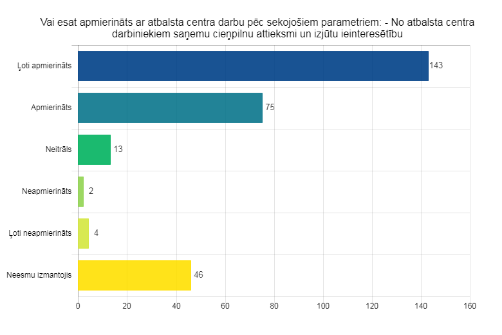 Vai esat apmierināts ar atbalsta centra darbu pēc sekojošiem parametriem: - No atbalsta centra
darbiniekiem saņemu cieņpilnu attieksmi un izjūtu ieinteresētību
Ļoti apmierināts
143
Apmierināts
75
Neitrāls
13
Neapmierināts
2
Ļoti neapmierināts
4
Neesmu izmantojis
46
0 20 40 60 80 100 120 140 160